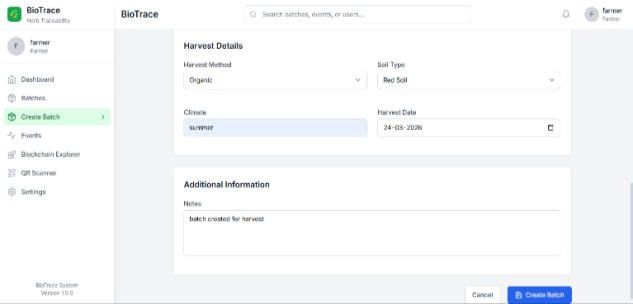 BioTrace
Herb Traceability
BioTrace
Search batches, events, or users...
F
farmer
Farmer
F
farmer
Farmer
Dashboard
Batches
Create Batch
Events
Blockchain Explorer
QR Scanner
Settings
BioTrace System
Version 1.0.0
Harvest Details
Harvest Method
Soil Type
Organic
Red Soil
Climate
Harvest Date
summer
24-03-2026
Additional Information
Notes
batch created for harvest
Cancel
Create Batch